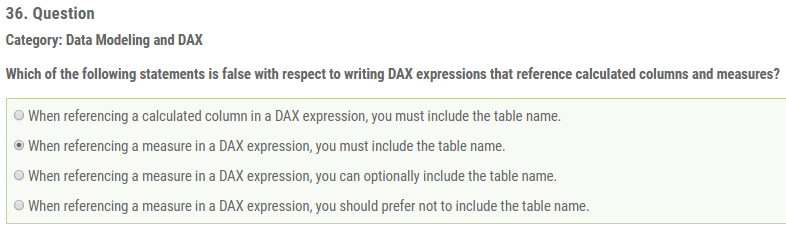 36. Question
Category: Data Modeling and DAX
Which of the following statements is false with respect to writing DAX expressions that reference calculated columns and measures?
When referencing a calculated column in a DAX expression, you must include the table name.
When referencing a measure in a DAX expression, you must include the table name.
When referencing a measure in a DAX expression, you can optionally include the table name.
When referencing a measure in a DAX expression, you should prefer not to include the table name.